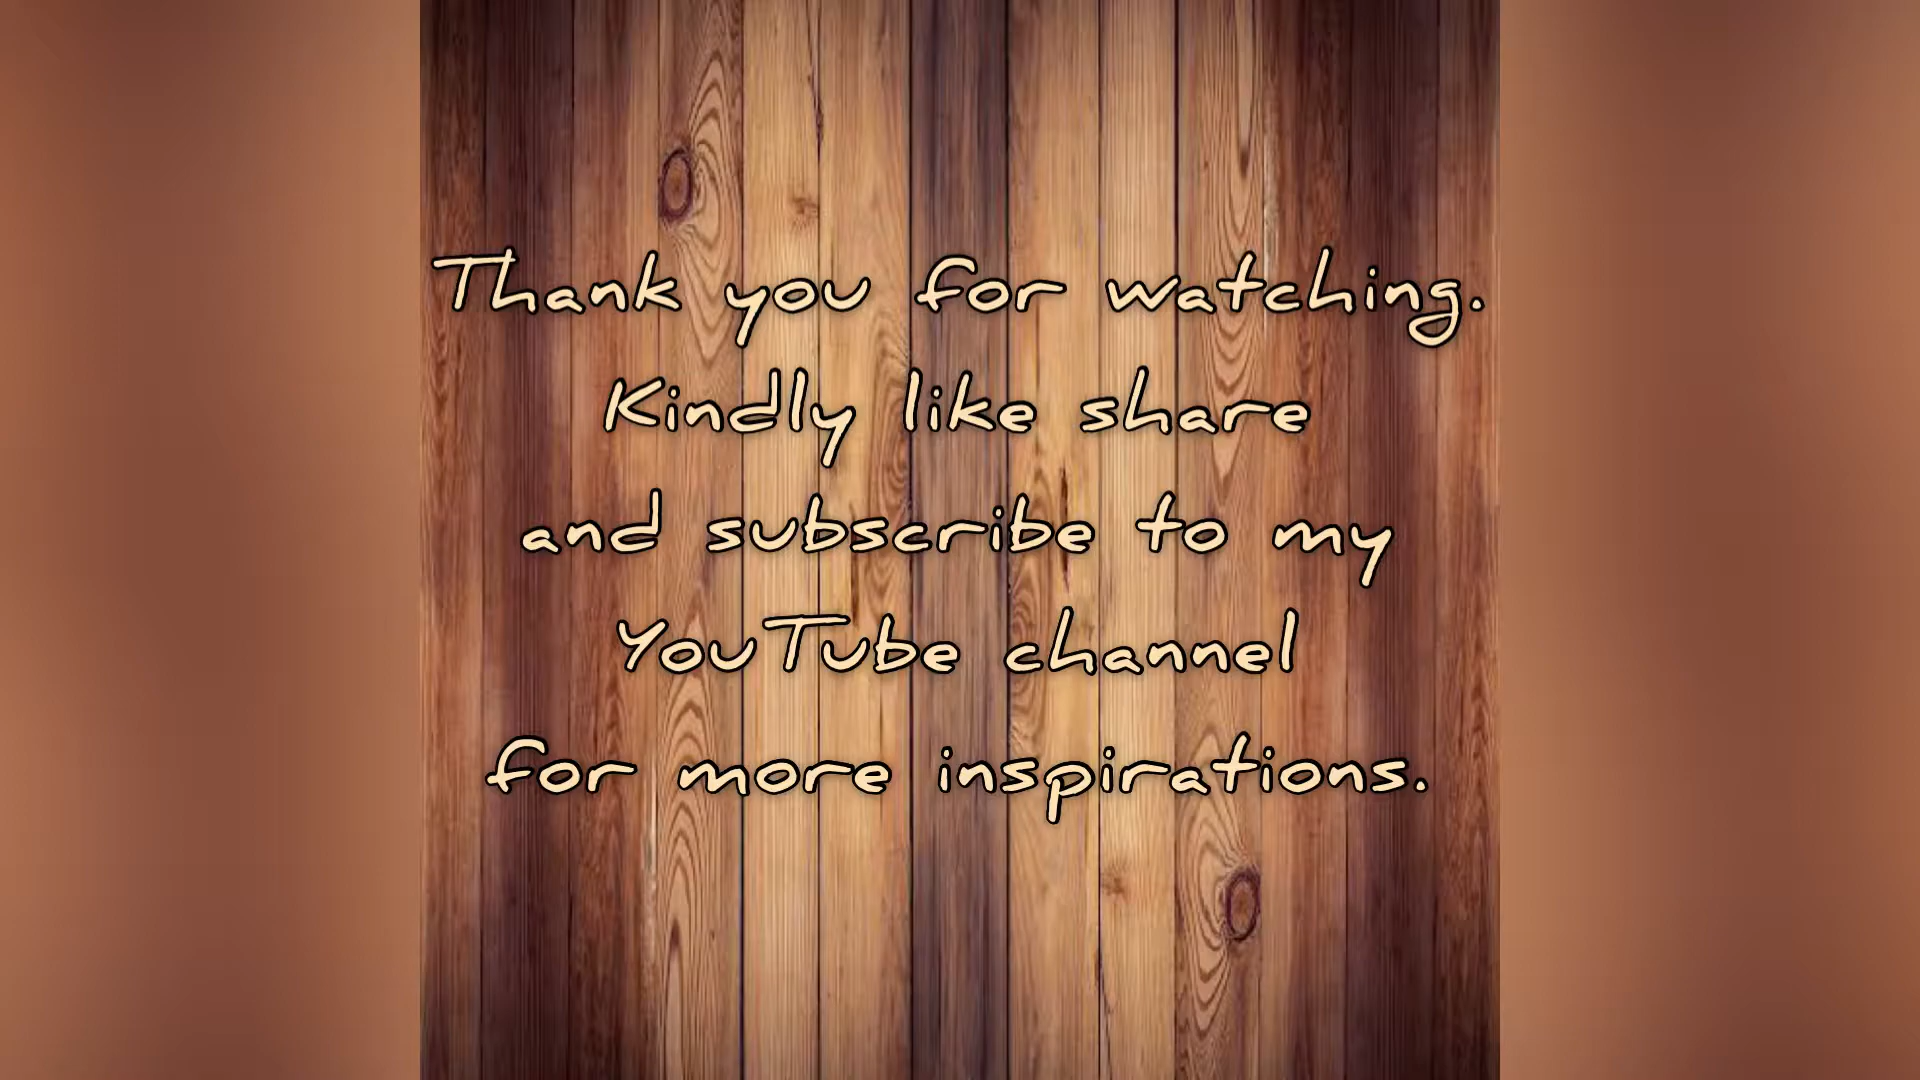 Thank you for watching.
Kindly like share
and subscribe to my
YouTube channel
for more inspirations.